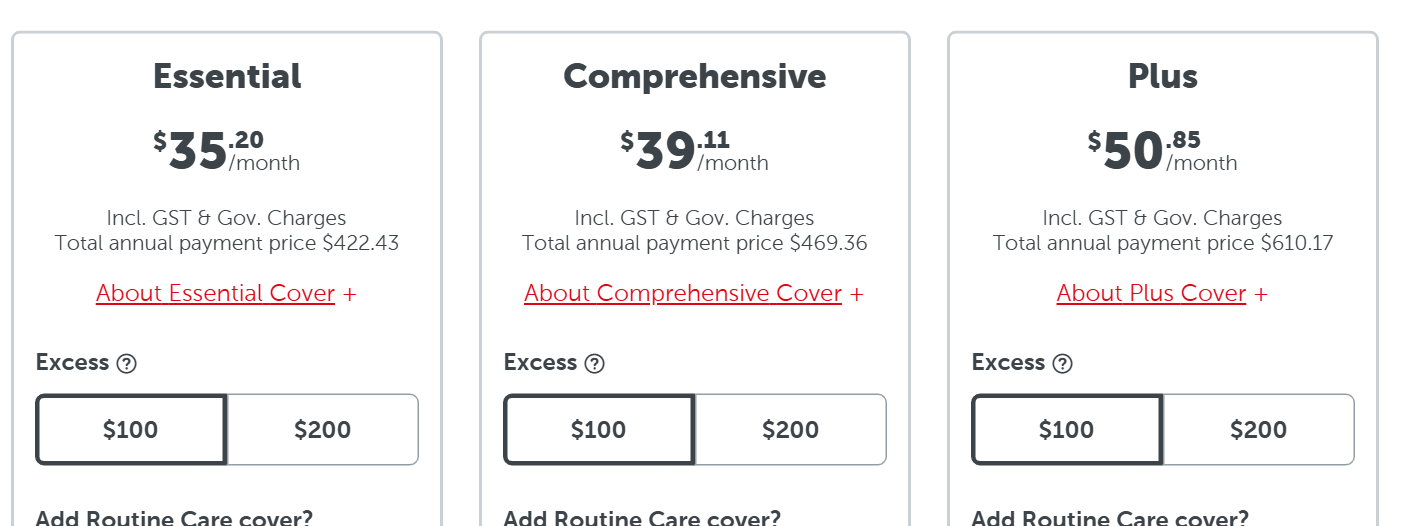 Essential
$35.20/month
Incl. GST & Gov. Charges
Total annual payment price $422.43
About Essential Cover +
Excess ?
$100 $200
Add Routine Care cover?
Comprehensive
$39.11/month
Incl. GST & Gov. Charges
Total annual payment price $469.36
About Comprehensive Cover +
Excess ?
$100 $200
Add Routine Care cover?
Plus
$50.85/month
Incl. GST & Gov. Charges
Total annual payment price $610.17
About Plus Cover +
Excess ?
$100 $200
Add Routine Care cover?